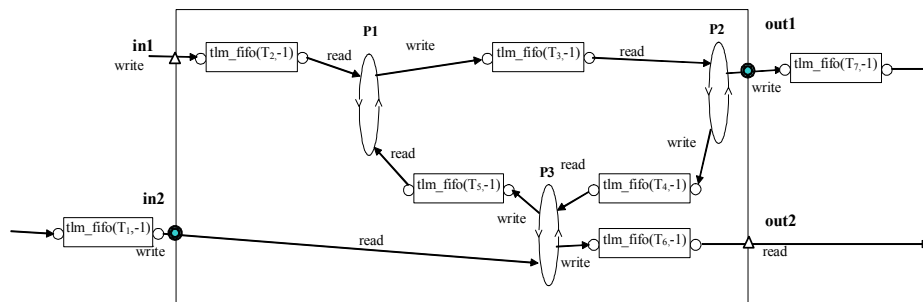 P1
P2
out1
in1
tlm_fifo(T₂,-1)
read
write
tlm_fifo(T₃,-1)
read
tlm_fifo(T₇,-1)
write
write
write
read
read
P3
in2
tlm_fifo(T₅,-1)
tlm_fifo(T₄,-1)
write
out2
tlm_fifo(T₁,-1)
tlm_fifo(T₆,-1)
write
read
write
read